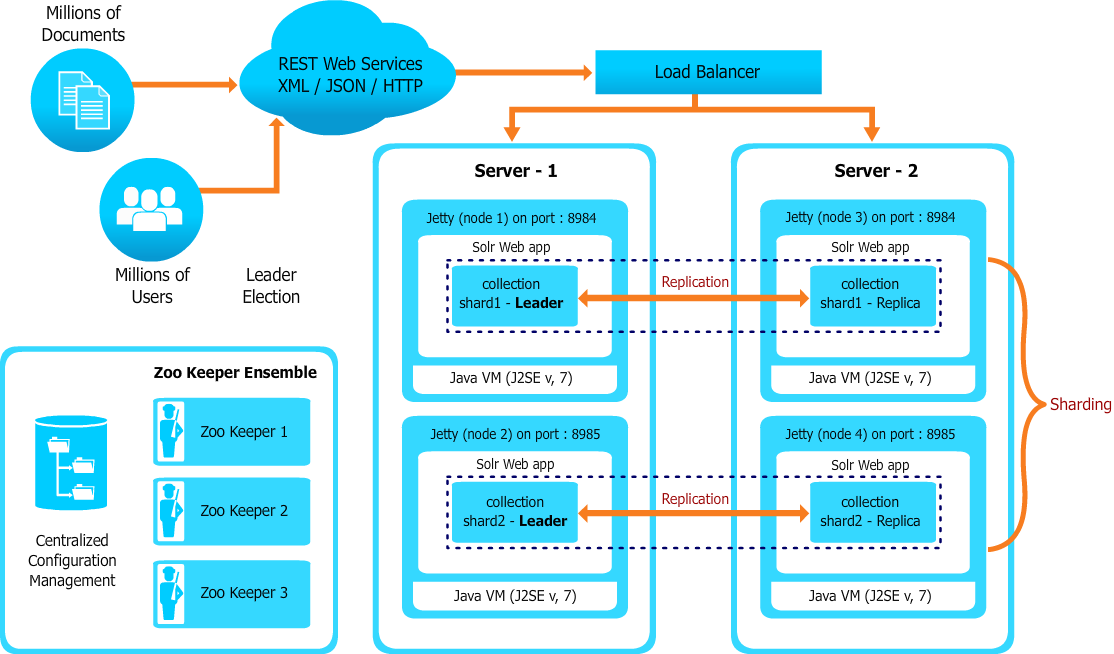 Millions of
Documents
REST Web Services
XML / JSON / HTTP
Load Balancer
Millions of
Users
Leader
Election
Server - 1
Jetty (node 1) on port : 8984
Solr Web app
collection
shard1 - Leader
Java VM (J2SE v, 7)
Jetty (node 2) on port : 8985
Solr Web app
collection
shard2 - Leader
Java VM (J2SE v, 7)
Replication
Replication
Server - 2
Jetty (node 3) on port : 8984
Solr Web app
collection
shard1 - Replica
Java VM (J2SE v, 7)
Jetty (node 4) on port : 8985
Solr Web app
collection
shard2 - Replica
Java VM (J2SE v, 7)
Sharding
Zoo Keeper Ensemble
Zoo Keeper 1
Zoo Keeper 2
Zoo Keeper 3
Centralized
Configuration
Management